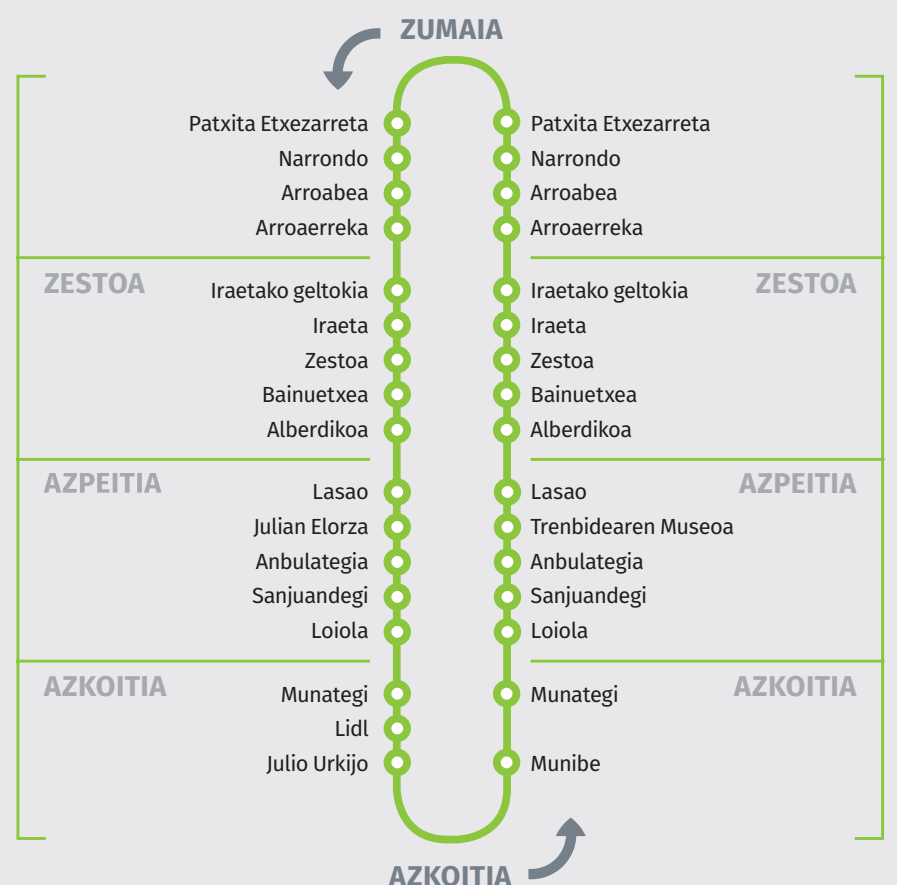 ZUMAIA
Patxita Etxezarreta
Narrondo
Arroabea
Arroaerreka
ZESTOA
Iraetako geltokia
Iraeta
Zestoa
Bainuetxea
Alberdikoa
AZPEITIA
Lasao
Julian Elorza
Anbulategia
Sanjuandegi
Loiola
AZKOITIA
Munategi
Lidl
Julio Urkijo
Patxita Etxezarreta
Narrondo
Arroabea
Arroaerreka
ZESTOA
Iraetako geltokia
Iraeta
Zestoa
Bainuetxea
Alberdikoa
AZPEITIA
Lasao
Trenbidearen Museoa
Anbulategia
Sanjuandegi
Loiola
AZKOITIA
Munategi
Munibe
AZKOITIA